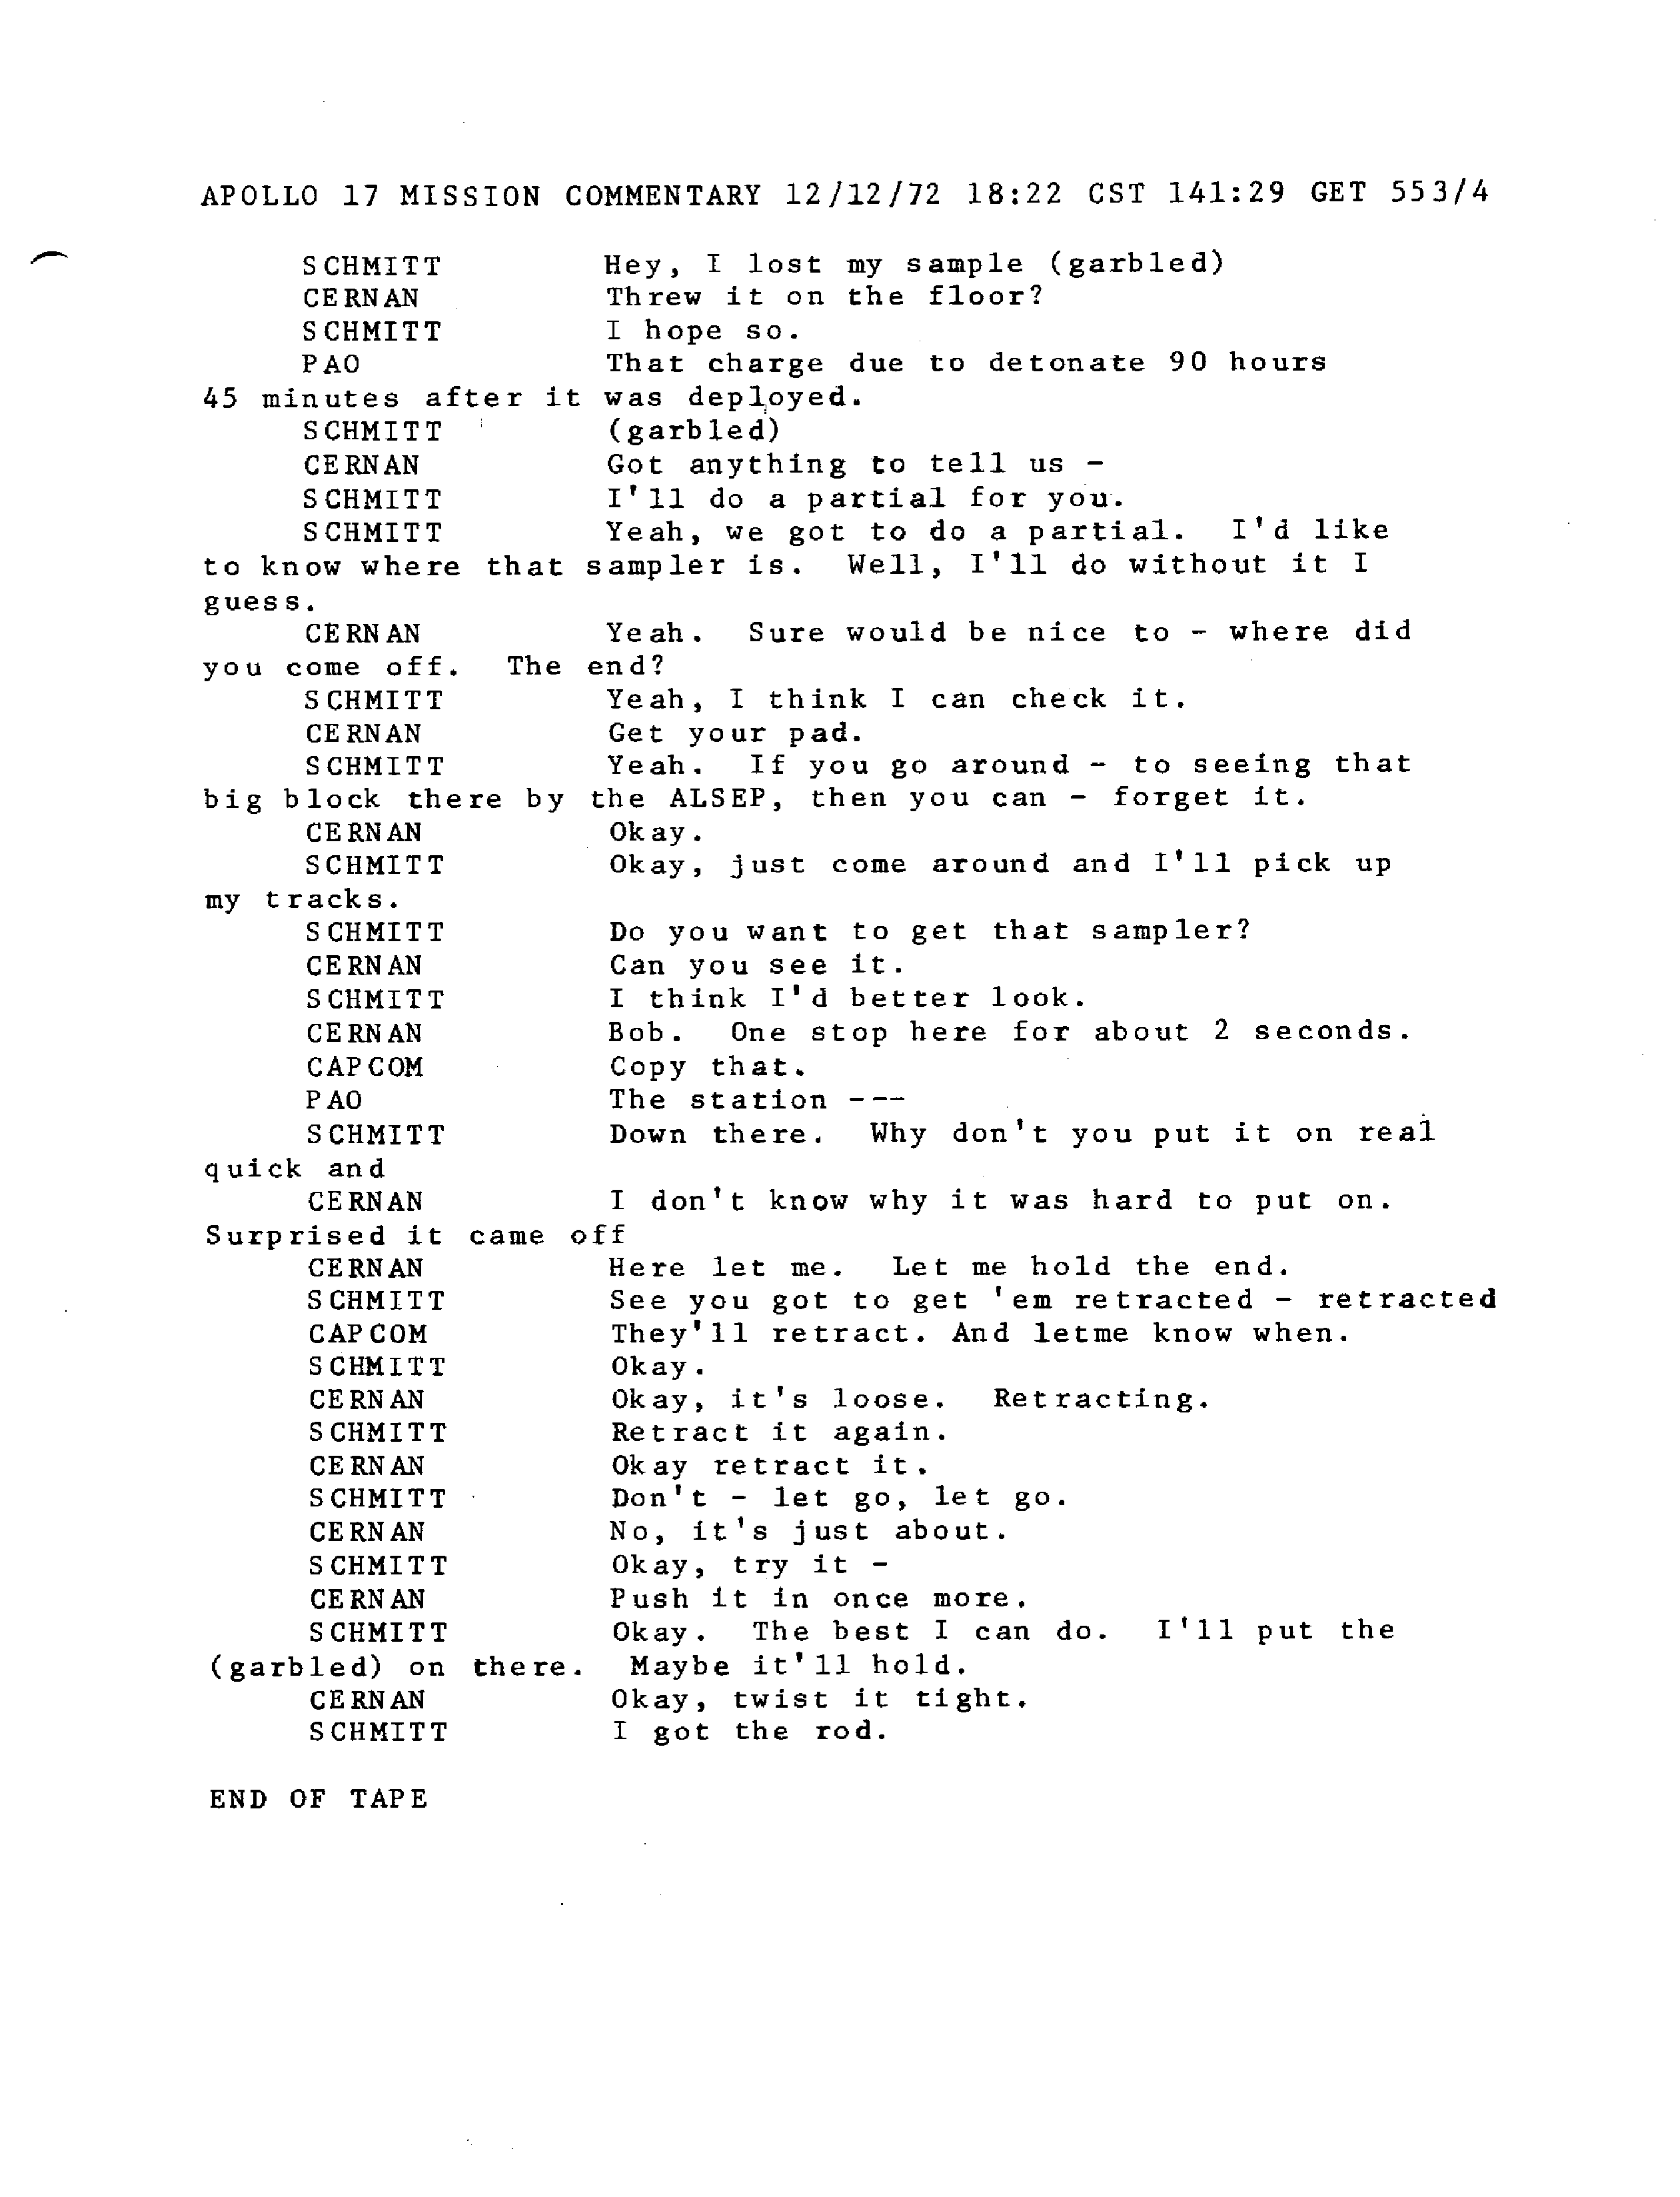 APOLLO 17 MISSION COMMENTARY 12/12/72 18:22 CST 141:29 GET 553/4
SCHMITT Hey, I lost my sample (garbled)
CERNAN Threw it on the floor?
SCHMITT I hope so.
PAO That charge due to detonate 90 hours
45 minutes after it was deployed.
SCHMITT (garbled)
CERNAN Got anything to tell us -
SCHMITT I'll do a partial for you.
SCHMITT Yeah, we got to do a partial. I'd like
to know where that sampler is. Well, I'll do without it I
guess.
CERNAN Yeah. Sure would be nice to - where did
you come off. The end?
SCHMITT Yeah, I think I can check it.
CERNAN Get your pad.
SCHMITT Yeah. If you go around - to seeing that
big block there by the ALSEP, then you can - forget it.
CERNAN Okay.
SCHMITT Okay, just come around and I'll pick up
my tracks.
SCHMITT Do you want to get that sampler?
CERNAN Can you see it.
SCHMITT I think I'd better look.
CERNAN Bob. One stop here for about 2 seconds.
CAPCOM Copy that.
PAO The station ---
SCHMITT Down there. Why don't you put it on real
quick and
CERNAN I don't know why it was hard to put on.
Surprised it came off
CERNAN Here let me. Let me hold the end.
SCHMITT See you got to get 'em retracted - retracted
CAPCOM They'll retract. And letme know when.
SCHMITT Okay.
CERNAN Okay, it's loose. Retracting.
SCHMITT Retract it again.
CERNAN Okay retract it.
SCHMITT Don't - let go, let go.
CERNAN No, it's just about.
SCHMITT Okay, try it -
CERNAN Push it in once more.
SCHMITT Okay. The best I can do. I'll put the
(garbled) on there. Maybe it'll hold.
CERNAN Okay, twist it tight.
SCHMITT I got the rod.
END OF TAPE